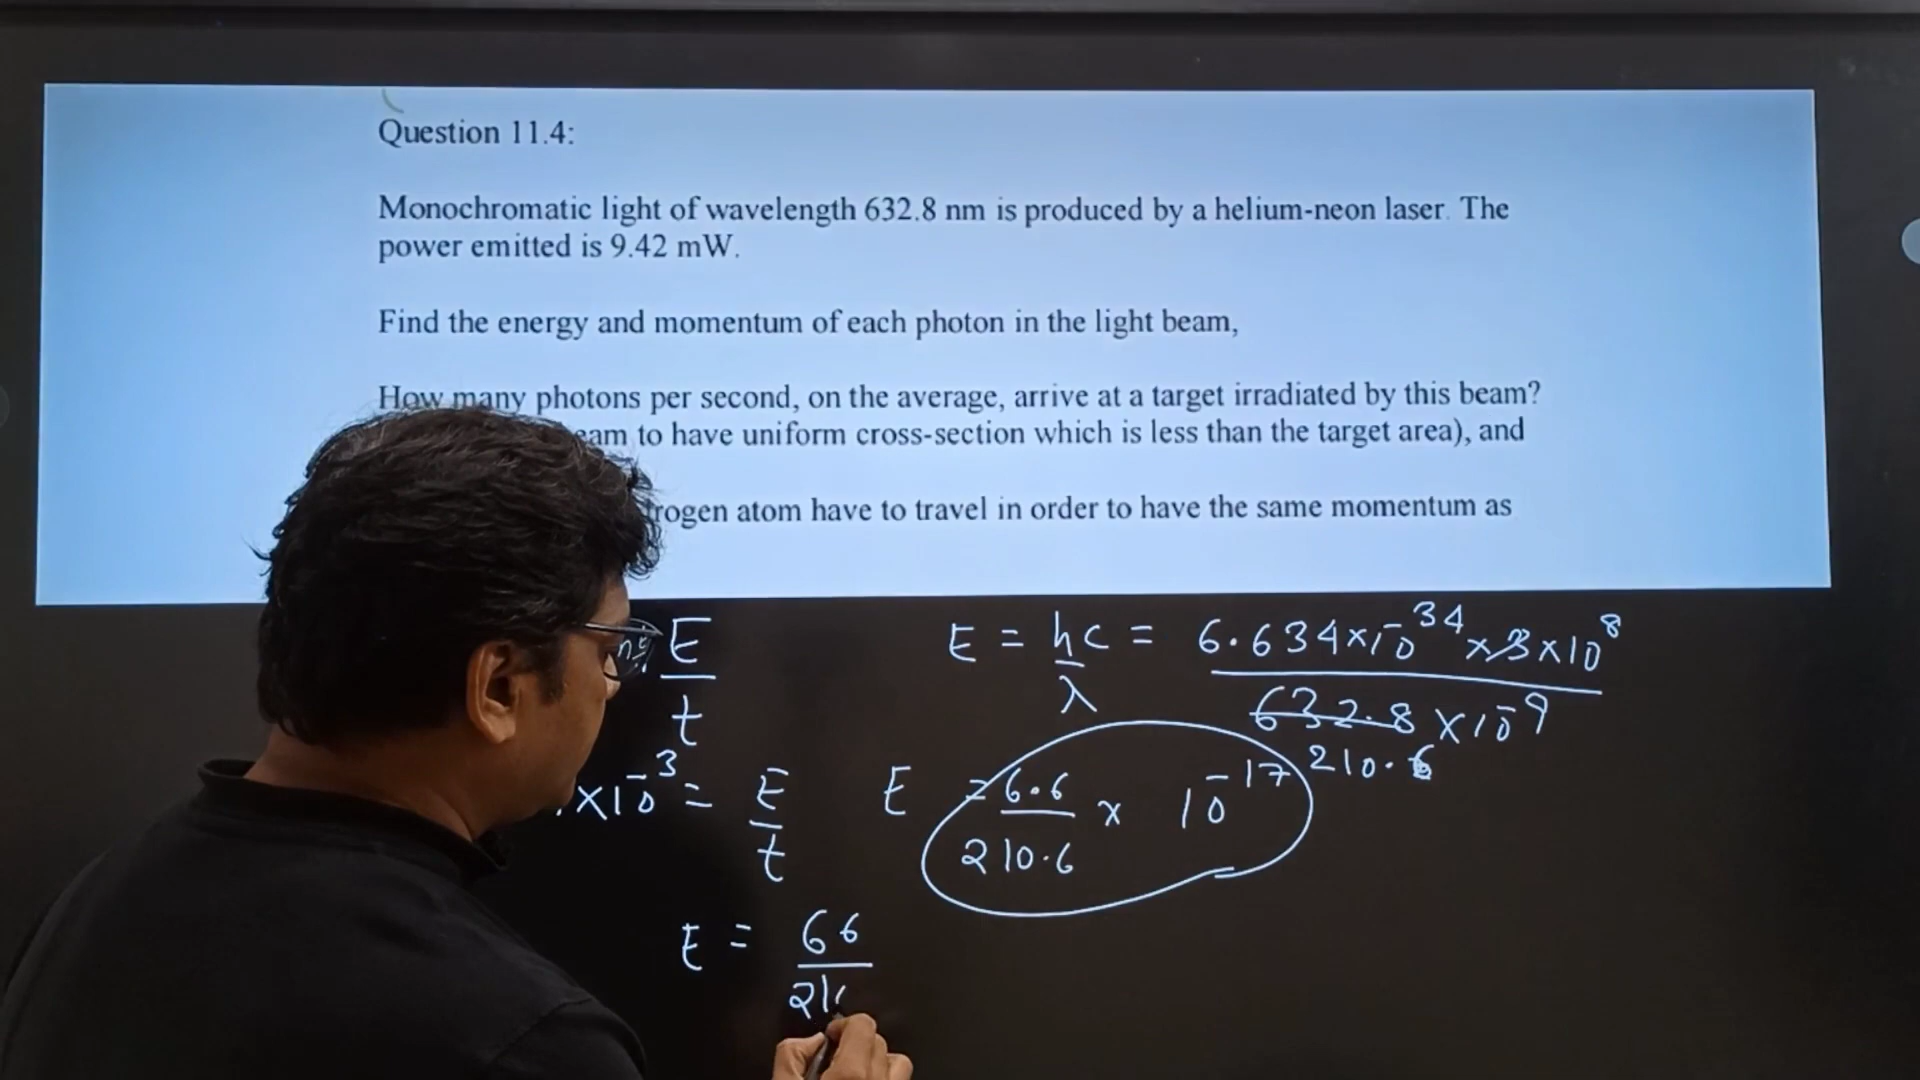 Question 11.4:
Monochromatic light of wavelength 632.8 nm is produced by a helium-neon laser. The
power emitted is 9.42 mW.
Find the energy and momentum of each photon in the light beam,
How many photons per second, on the average, arrive at a target irradiated by this beam?
eam to have uniform cross-section which is less than the target area), and
rogen atom have to travel in order to have the same momentum as
E/t
E = hc/λ = 6.634×10⁻³⁴×3×10⁸
632.8 ×10⁻⁹
210.6
×10⁻³ = E/t
E = 6.6/210.6 × 10⁻¹⁷
E = 66
21